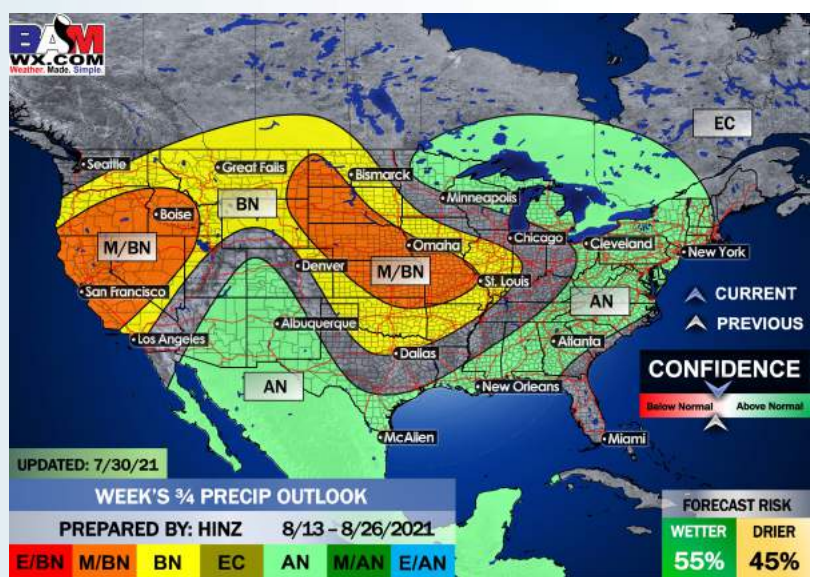 BAM
WX.COM
Weather. Made. Simple
EC
Seattle
Great Falls
Bismarck
Minneapolis
BN
Boise
M/BN
Omaha
Chicago
Cleveland
New York
Denver
M/BN
St. Louis
San Francisco
AN
CURRENT
Albuquerque
PREVIOUS
Los Angeles
Atlanta
Dallas
CONFIDENCE
AN
New Orleans
Below Normal
Above Normal
McAllen
Miami
UPDATED: 7/30/21
WEEK'S ¾ PRECIP OUTLOOK
PREPARED BY: HINZ 8/13 – 8/26/2021
E/BN M/BN BN EC AN M/AN E/AN
FORECAST RISK
WETTER DRIER
55% 45%